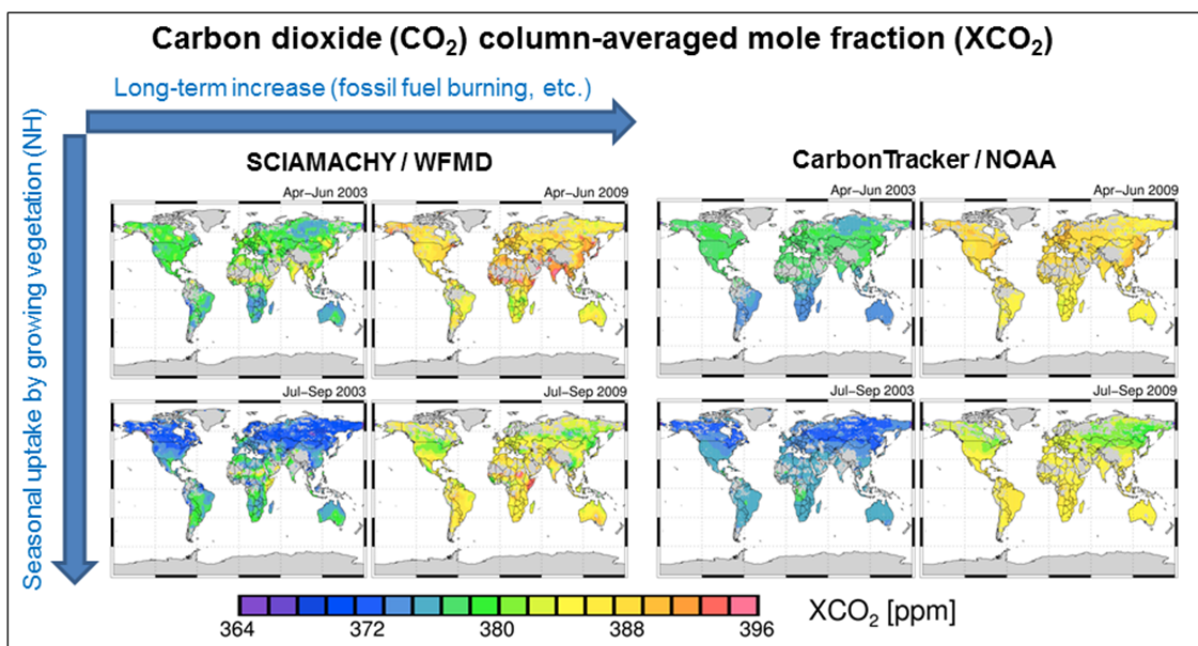 Carbon dioxide (CO₂) column-averaged mole fraction (XCO₂)
Long-term increase (fossil fuel burning, etc.)
Seasonal uptake by growing vegetation (NH)
SCIAMACHY / WFMD
CarbonTracker / NOAA
Apr–Jun 2003
Apr–Jun 2009
Apr–Jun 2003
Apr–Jun 2009
Jul–Sep 2003
Jul–Sep 2009
Jul–Sep 2003
Jul–Sep 2009
364 372 380 388 396
XCO₂ [ppm]